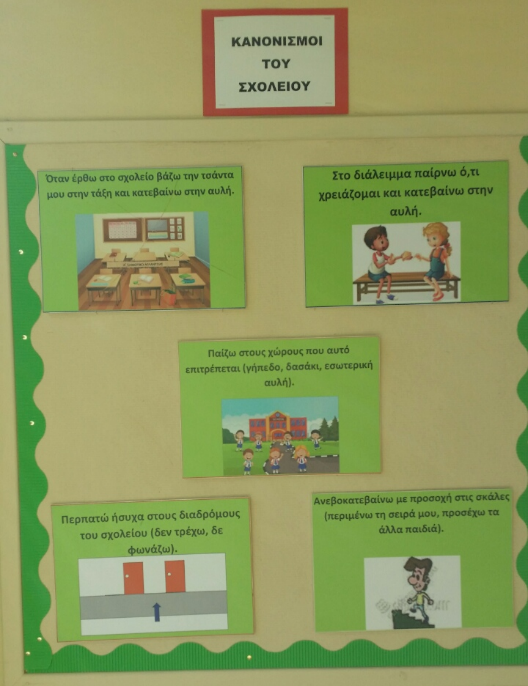 ΚΑΝΟΝΙΣΜΟΙ
ΤΟΥ
ΣΧΟΛΕΙΟΥ
Όταν έρθω στο σχολείο βάζω την τσάντα
μου στην τάξη και κατεβαίνω στην αυλή.
Στο διάλειμμα παίρνω ό,τι
χρειάζομαι και κατεβαίνω στην
αυλή.
Παίζω στους χώρους που αυτό
επιτρέπεται (γήπεδο, δασάκι, εσωτερική
αυλή).
Περπατώ ήσυχα στους διαδρόμους
του σχολείου (δεν τρέχω, δε
φωνάζω).
Ανεβοκατεβαίνω με προσοχή στις σκάλες
(περιμένω τη σειρά μου, προσέχω τα
άλλα παιδιά).